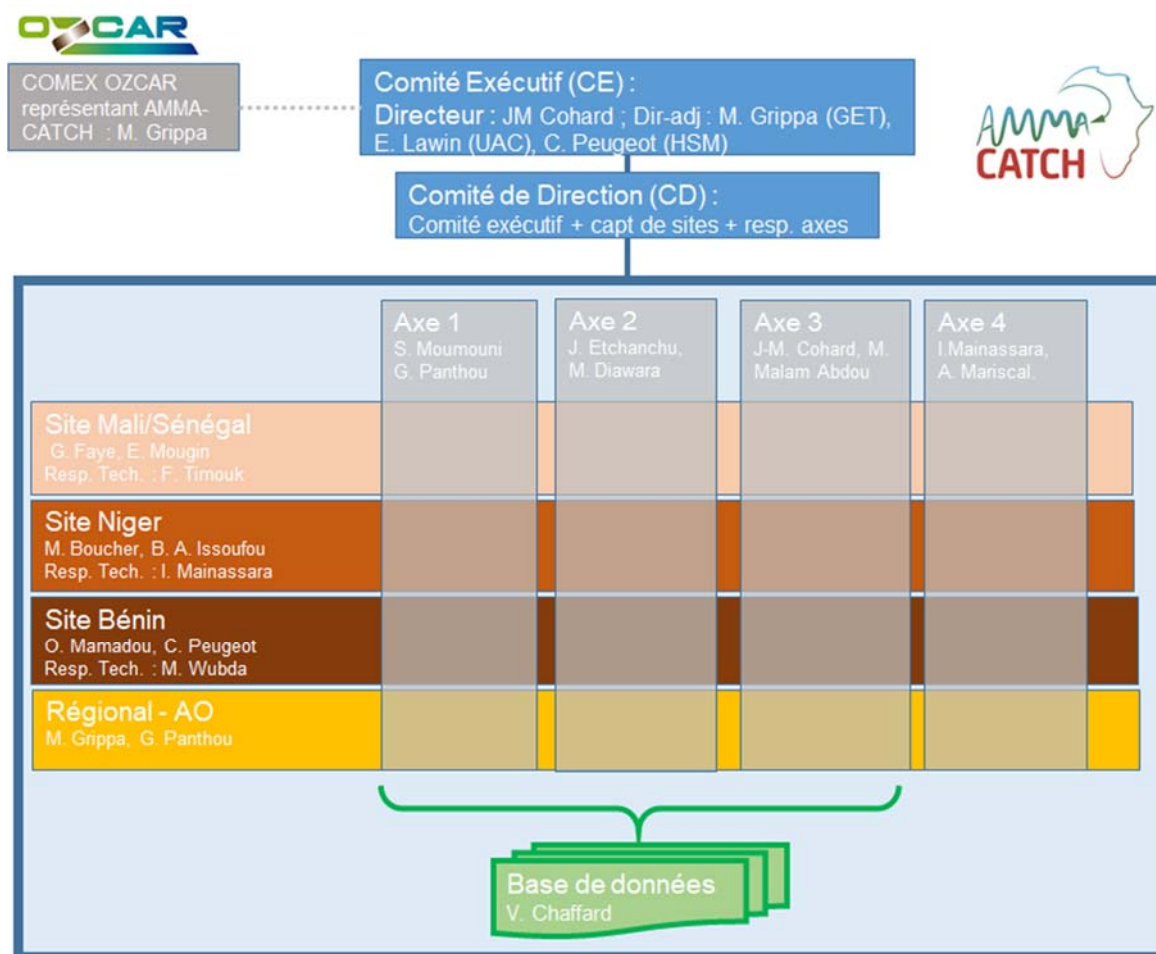 OZCAR
COMEX OZCAR
représentant AMMA-
CATCH : M. Grippa
Comité Exécutif (CE) :
Directeur : JM Cohard ; Dir-adj : M. Grippa (GET),
E. Lawin (UAC), C. Peugeot (HSM)
AMMA
CATCH
Comité de Direction (CD) :
Comité exécutif + capt de sites + resp. axes
Axe 1
S. Moumouni
G. Panthou
Axe 2
J. Etchanchu,
M. Diawara
Axe 3
J-M. Cohard, M.
Malam Abdou
Axe 4
I.Mainassara,
A. Mariscal.
Site Mali/Sénégal
G. Faye, E. Mougin
Resp. Tech. : F. Timouk
Site Niger
M. Boucher, B. A. Issoufou
Resp. Tech. : I. Mainassara
Site Bénin
O. Mamadou, C. Peugeot
Resp. Tech. : M. Wubda
Régional - AO
M. Grippa, G. Panthou
Base de données
V. Chaffard